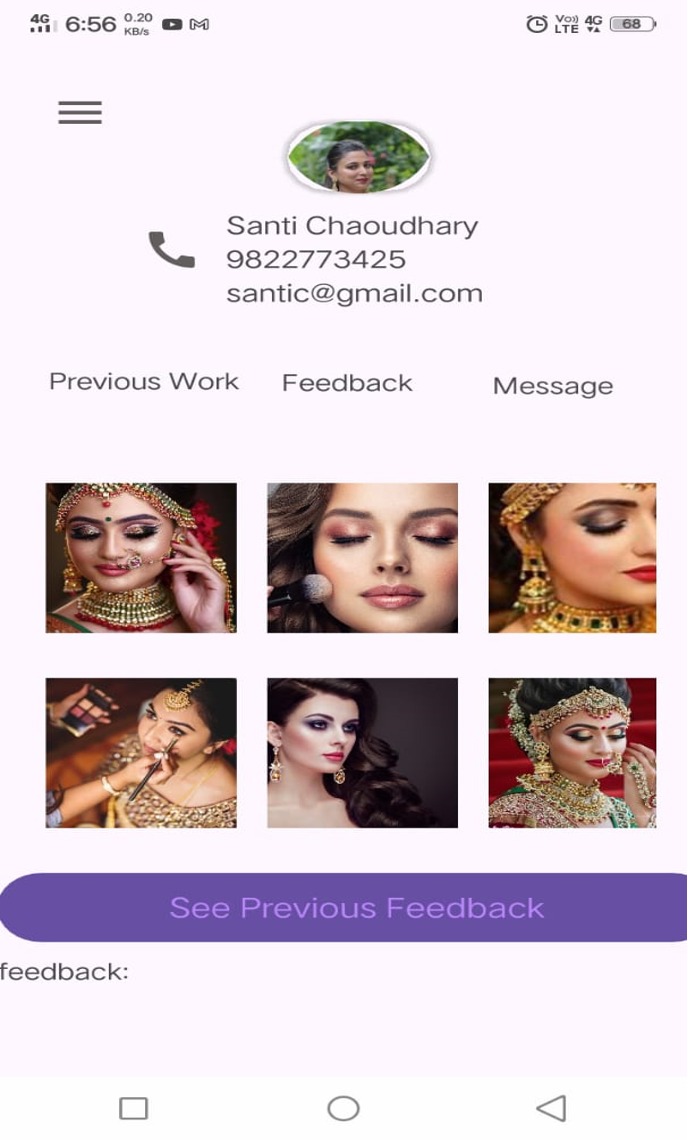 4G 6:56 0.20 KB/s Vo)) LTE 4G 68
Santi Chaoudhary
9822773425
santic@gmail.com
Previous Work Feedback Message
See Previous Feedback
feedback: